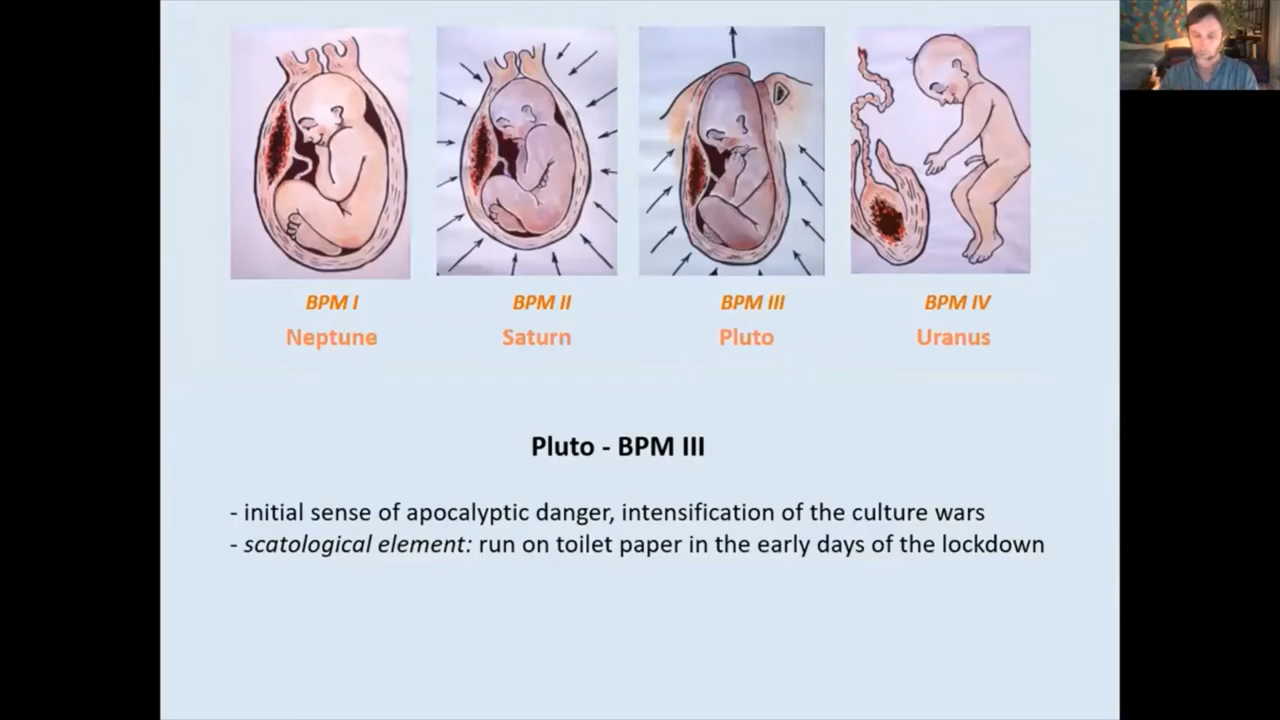 BPM I
BPM II
BPM III
BPM IV
Neptune
Saturn
Pluto
Uranus
Pluto - BPM III
- initial sense of apocalyptic danger, intensification of the culture wars
- scatological element: run on toilet paper in the early days of the lockdown